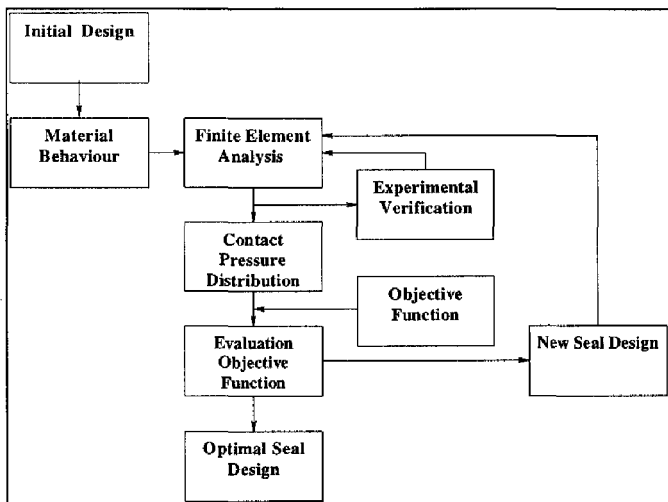 Initial Design
Material
Behaviour
Finite Element
Analysis
Experimental
Verification
Contact
Pressure
Distribution
Objective
Function
Evaluation
Objective
Function
New Seal Design
Optimal Seal
Design